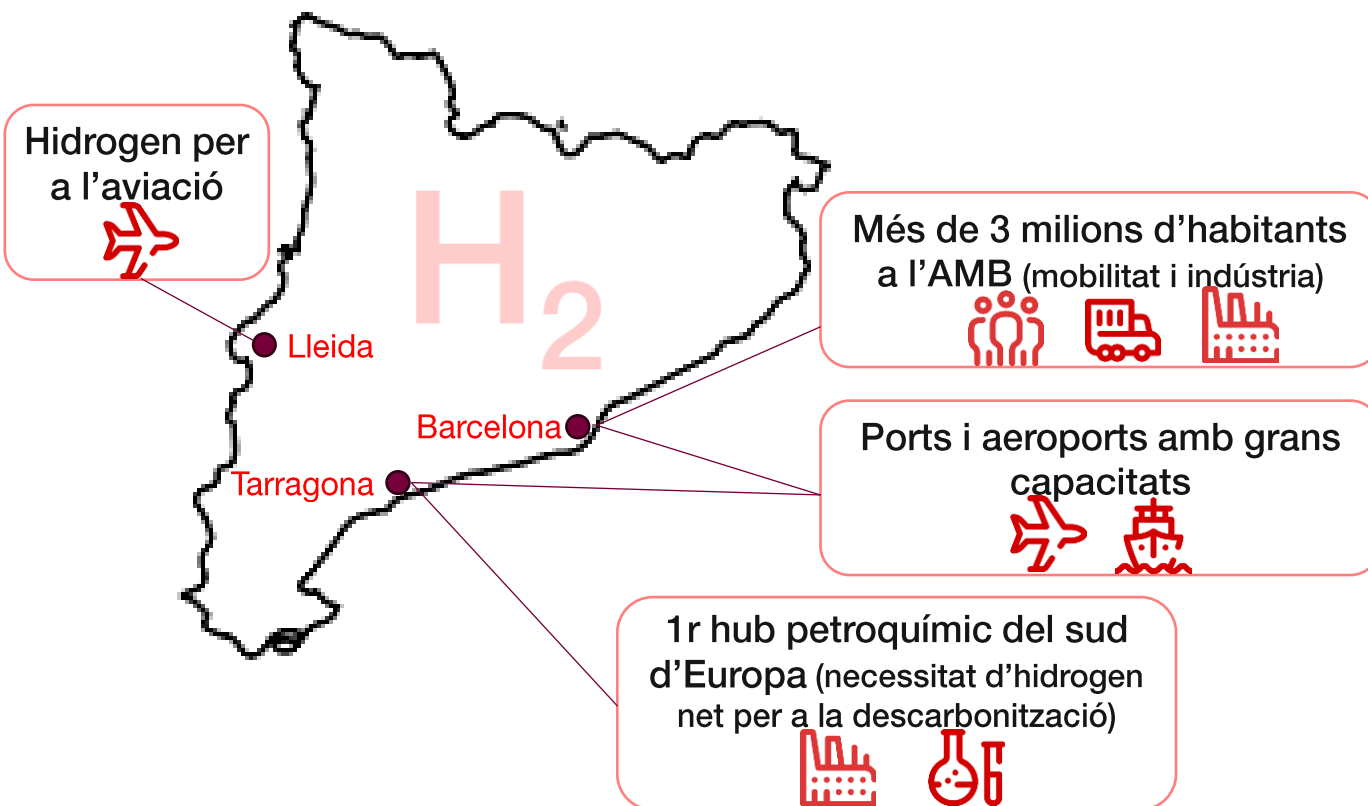 Hidrogen per
a l’aviació
H2
Més de 3 milions d’habitants
a l’AMB (mobilitat i indústria)
Lleida
Barcelona
Ports i aeroports amb grans
capacitats
Tarragona
1r hub petroquímic del sud
d’Europa (necessitat d’hidrogen
net per a la descarbonització)